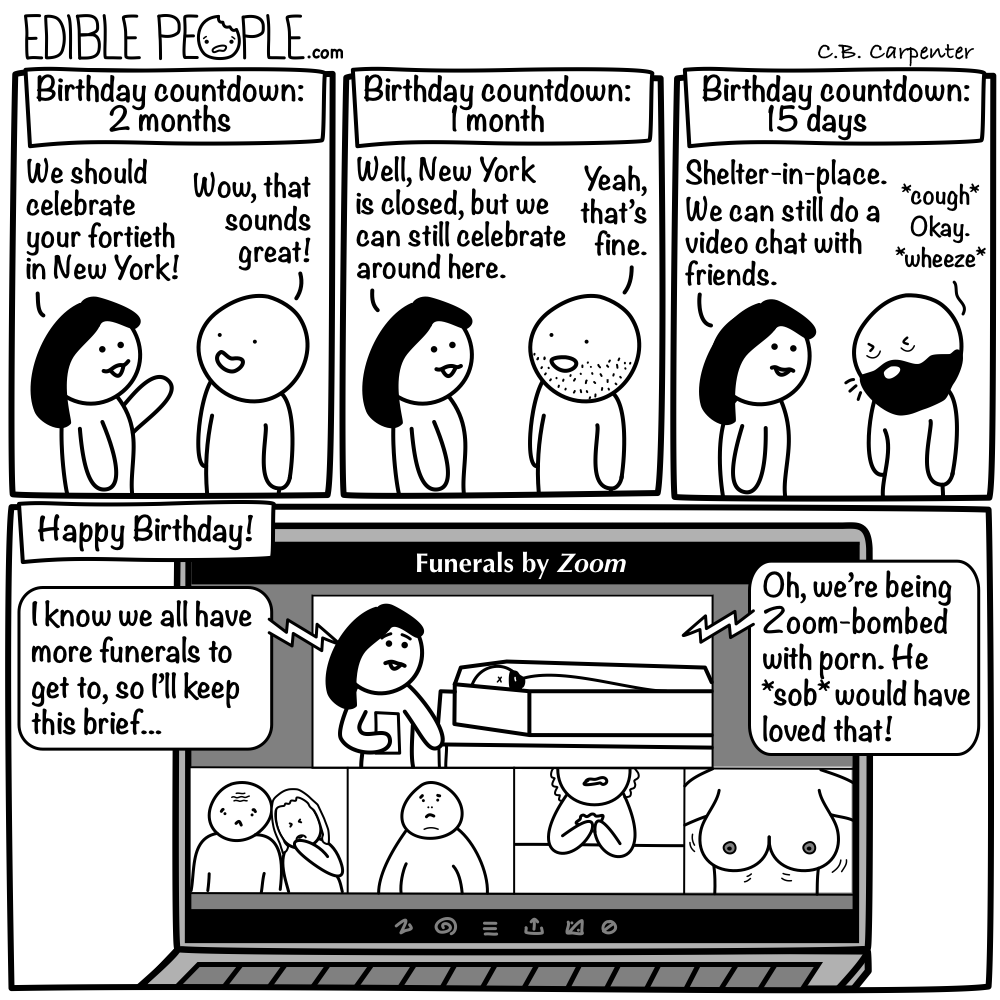 EDIBLE PEOPLE.com
C.B. Carpenter
Birthday countdown:
2 months
We should
celebrate
your fortieth
in New York!
Wow, that
sounds
great!
Birthday countdown:
1 month
Well, New York
is closed, but we
can still celebrate
around here.
Yeah,
that's
fine.
Birthday countdown:
15 days
Shelter-in-place.
We can still do a
video chat with
friends.
*cough*
Okay.
*wheeze*
Happy Birthday!
Funerals by Zoom
I know we all have
more funerals to
get to, so I'll keep
this brief...
Oh, we're being
Zoom-bombed
with porn. He
*sob* would have
loved that!